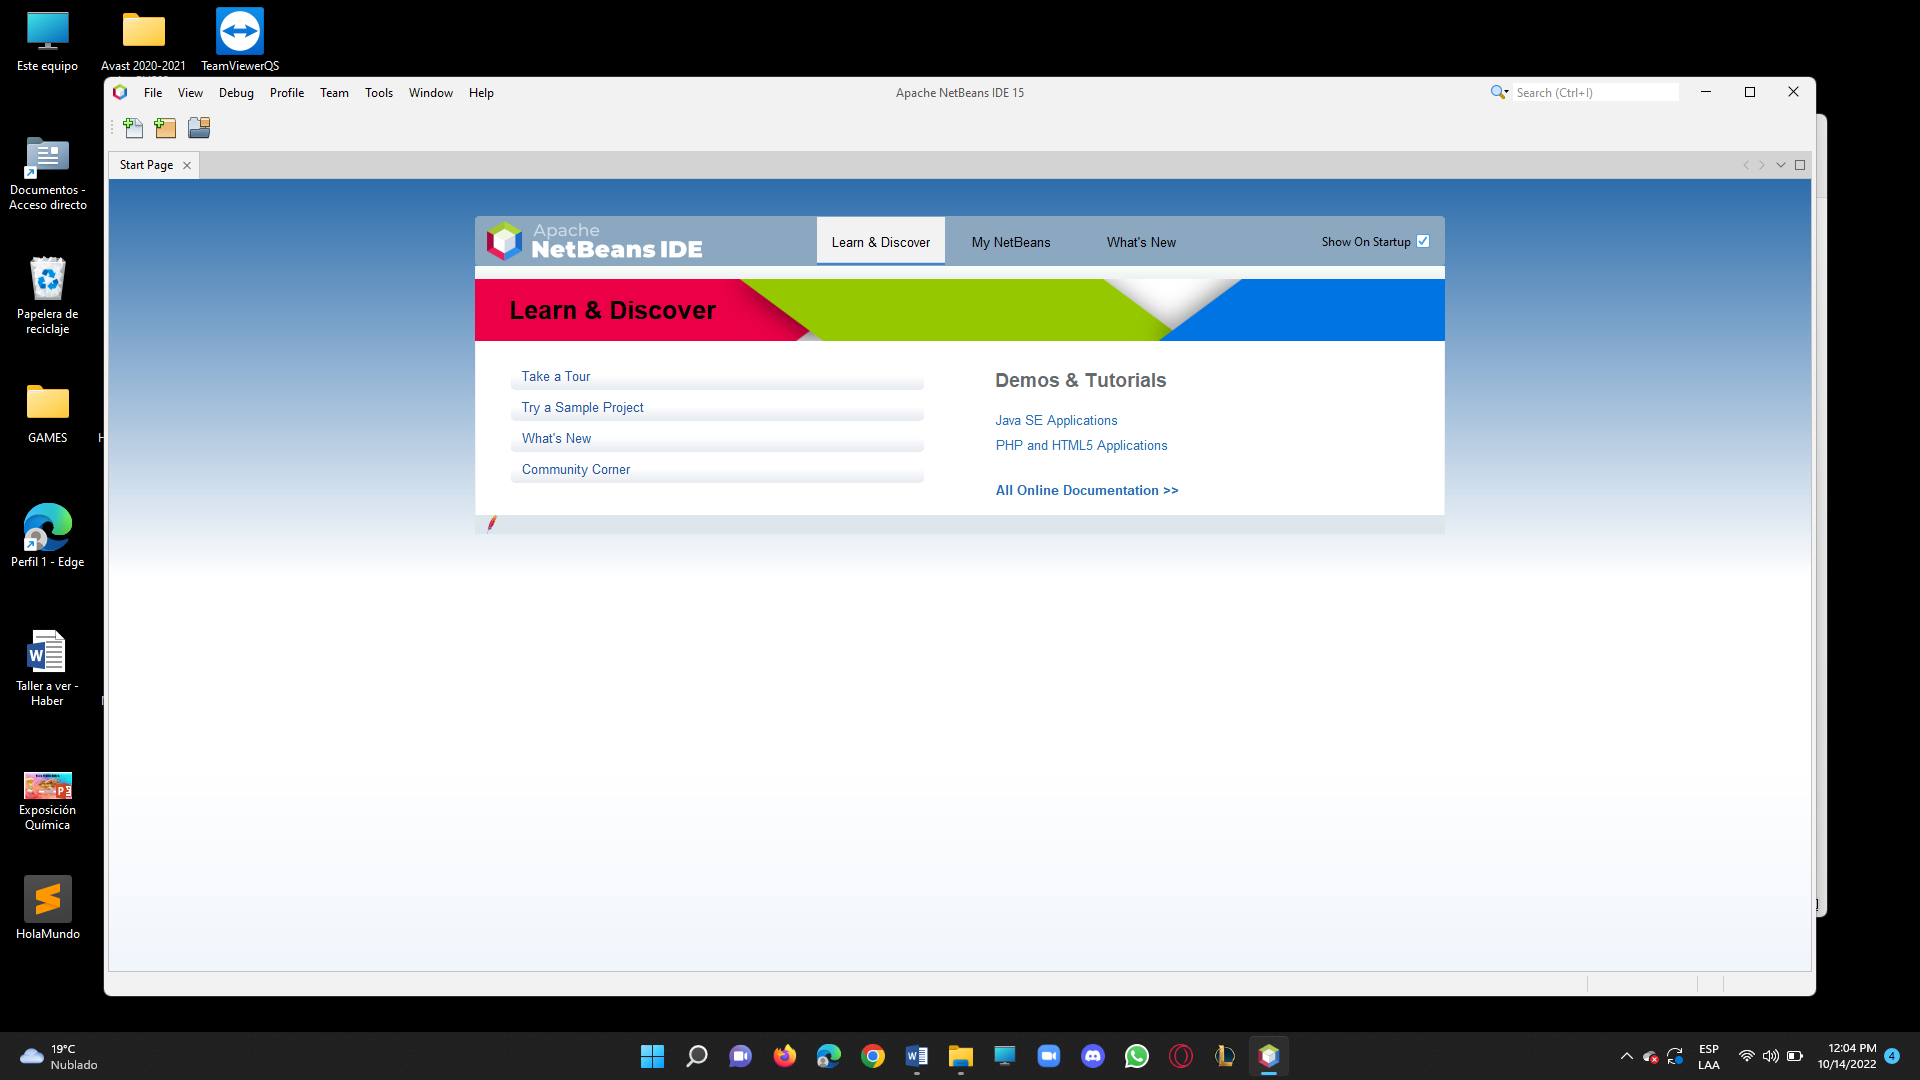 Este equipo
Avast 2020-2021
TeamViewerQS
File View Debug Profile Team Tools Window Help
Apache NetBeans IDE 15
Search (Ctrl+I)
Start Page
Apache
NetBeans IDE
Learn & Discover
My NetBeans
What's New
Show On Startup
Learn & Discover
Take a Tour
Try a Sample Project
What's New
Community Corner
Demos & Tutorials
Java SE Applications
PHP and HTML5 Applications
All Online Documentation >>
Documentos -
Acceso directo
Papelera de
reciclaje
GAMES
Perfil 1 - Edge
Taller a ver -
Haber
Exposición
Química
HolaMundo
19°C
Nublado
ESP
LAA
12:04 PM
10/14/2022
4